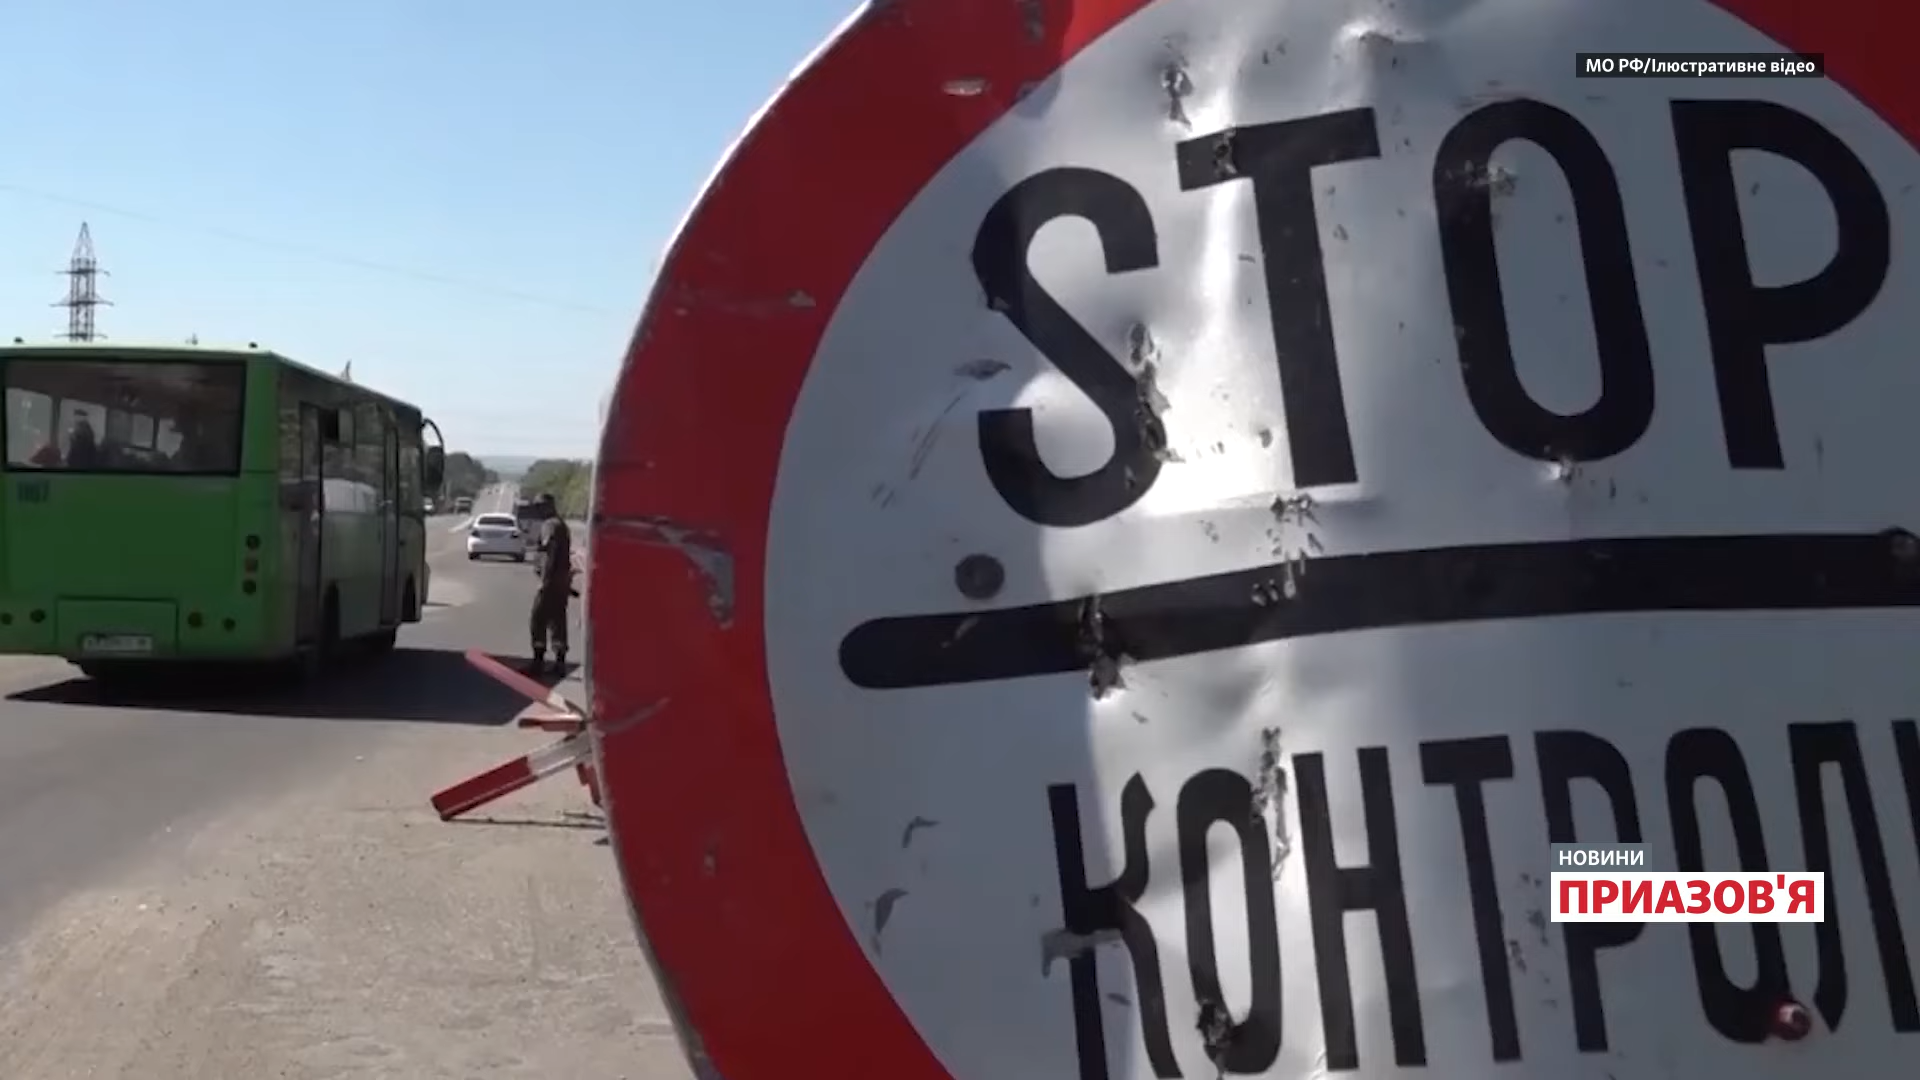 МО РФ/Ілюстративне відео
STOP
КОНТРОЛ
НОВИНИ
ПРИАЗОВ'Я